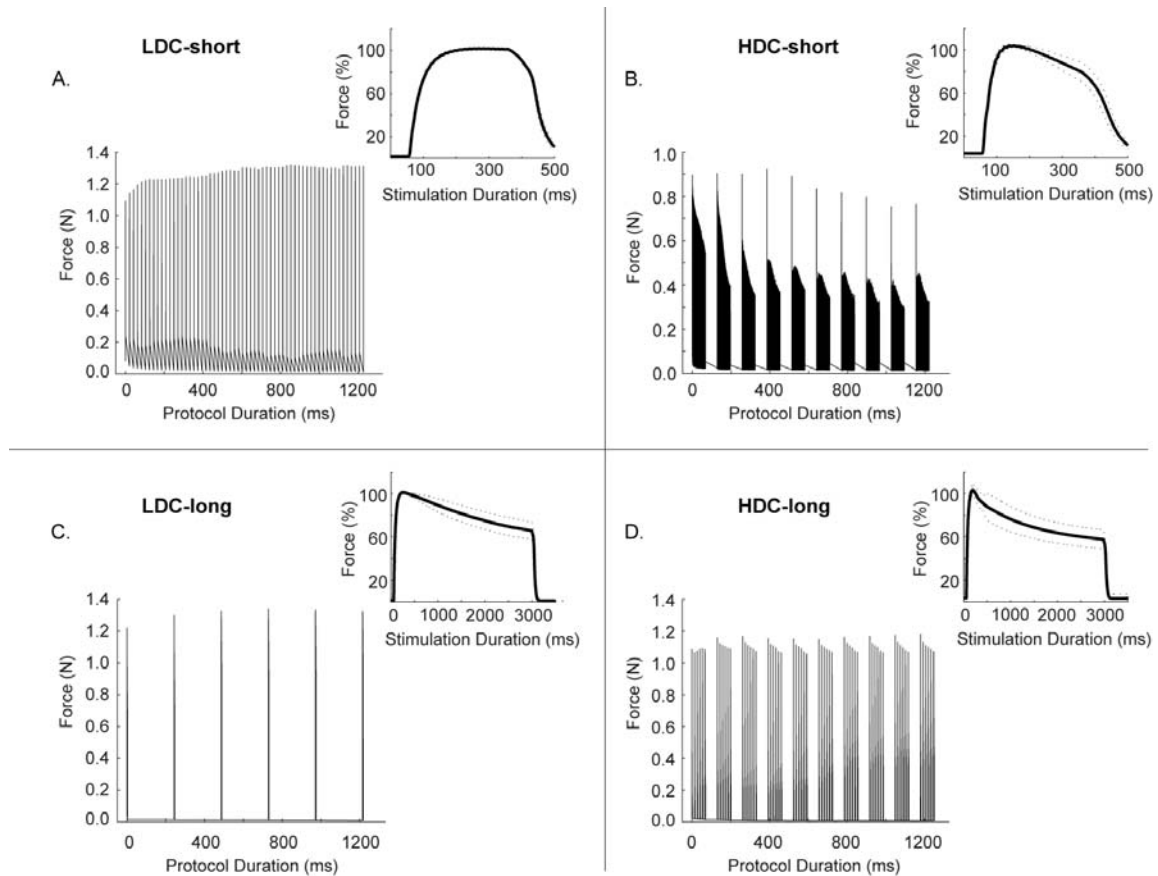 LDC-short
A.
Force (%)
100
60
20
100 300 500
Stimulation Duration (ms)
Force (N)
1.4
1.2
1.0
0.8
0.6
0.4
0.2
0.0
0 400 800 1200
Protocol Duration (ms)
HDC-short
B.
Force (%)
100
60
20
100 300 500
Stimulation Duration (ms)
Force (N)
1.0
0.8
0.6
0.4
0.2
0.0
0 400 800 1200
Protocol Duration (ms)
LDC-long
C.
Force (%)
100
60
20
0 1000 2000 3000
Stimulation Duration (ms)
Force (N)
1.4
1.2
1.0
0.8
0.6
0.4
0.2
0.0
0 400 800 1200
Protocol Duration (ms)
HDC-long
D.
Force (%)
100
60
20
0 1000 2000 3000
Stimulation Duration (ms)
Force (N)
1.4
1.2
1.0
0.8
0.6
0.4
0.2
0.0
0 400 800 1200
Protocol Duration (ms)